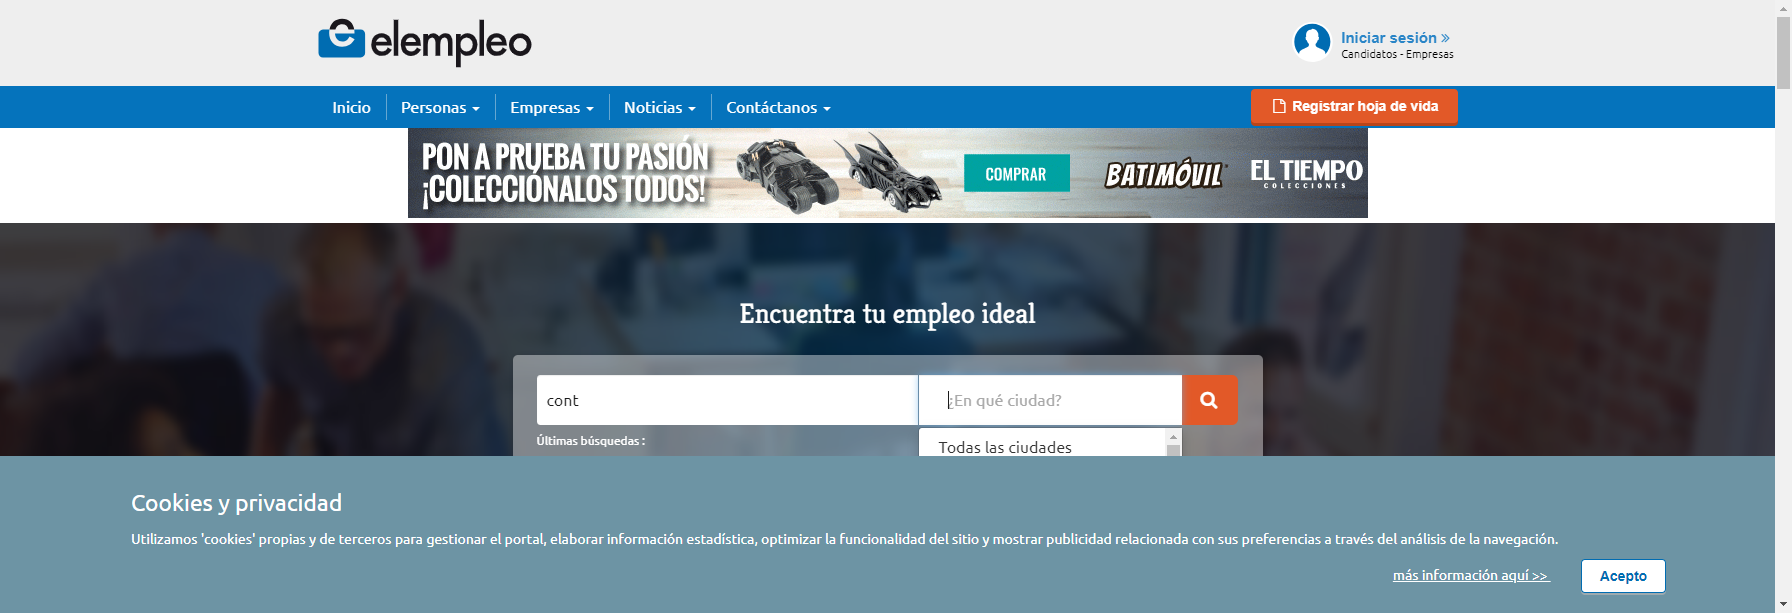 elempleo
Iniciar sesión »
Candidatos - Empresas
Inicio Personas Empresas Noticias Contáctanos
Registrar hoja de vida
PON A PRUEBA TU PASIÓN
¡COLECCIÓNALOS TODOS!
COMPRAR
BATIMÓVIL
EL TIEMPO
COLECCIONES
Encuentra tu empleo ideal
cont
¿En qué ciudad?
Últimas búsquedas :
Todas las ciudades
Cookies y privacidad
Utilizamos 'cookies' propias y de terceros para gestionar el portal, elaborar información estadística, optimizar la funcionalidad del sitio y mostrar publicidad relacionada con sus preferencias a través del análisis de la navegación.
más información aquí >>
Acepto